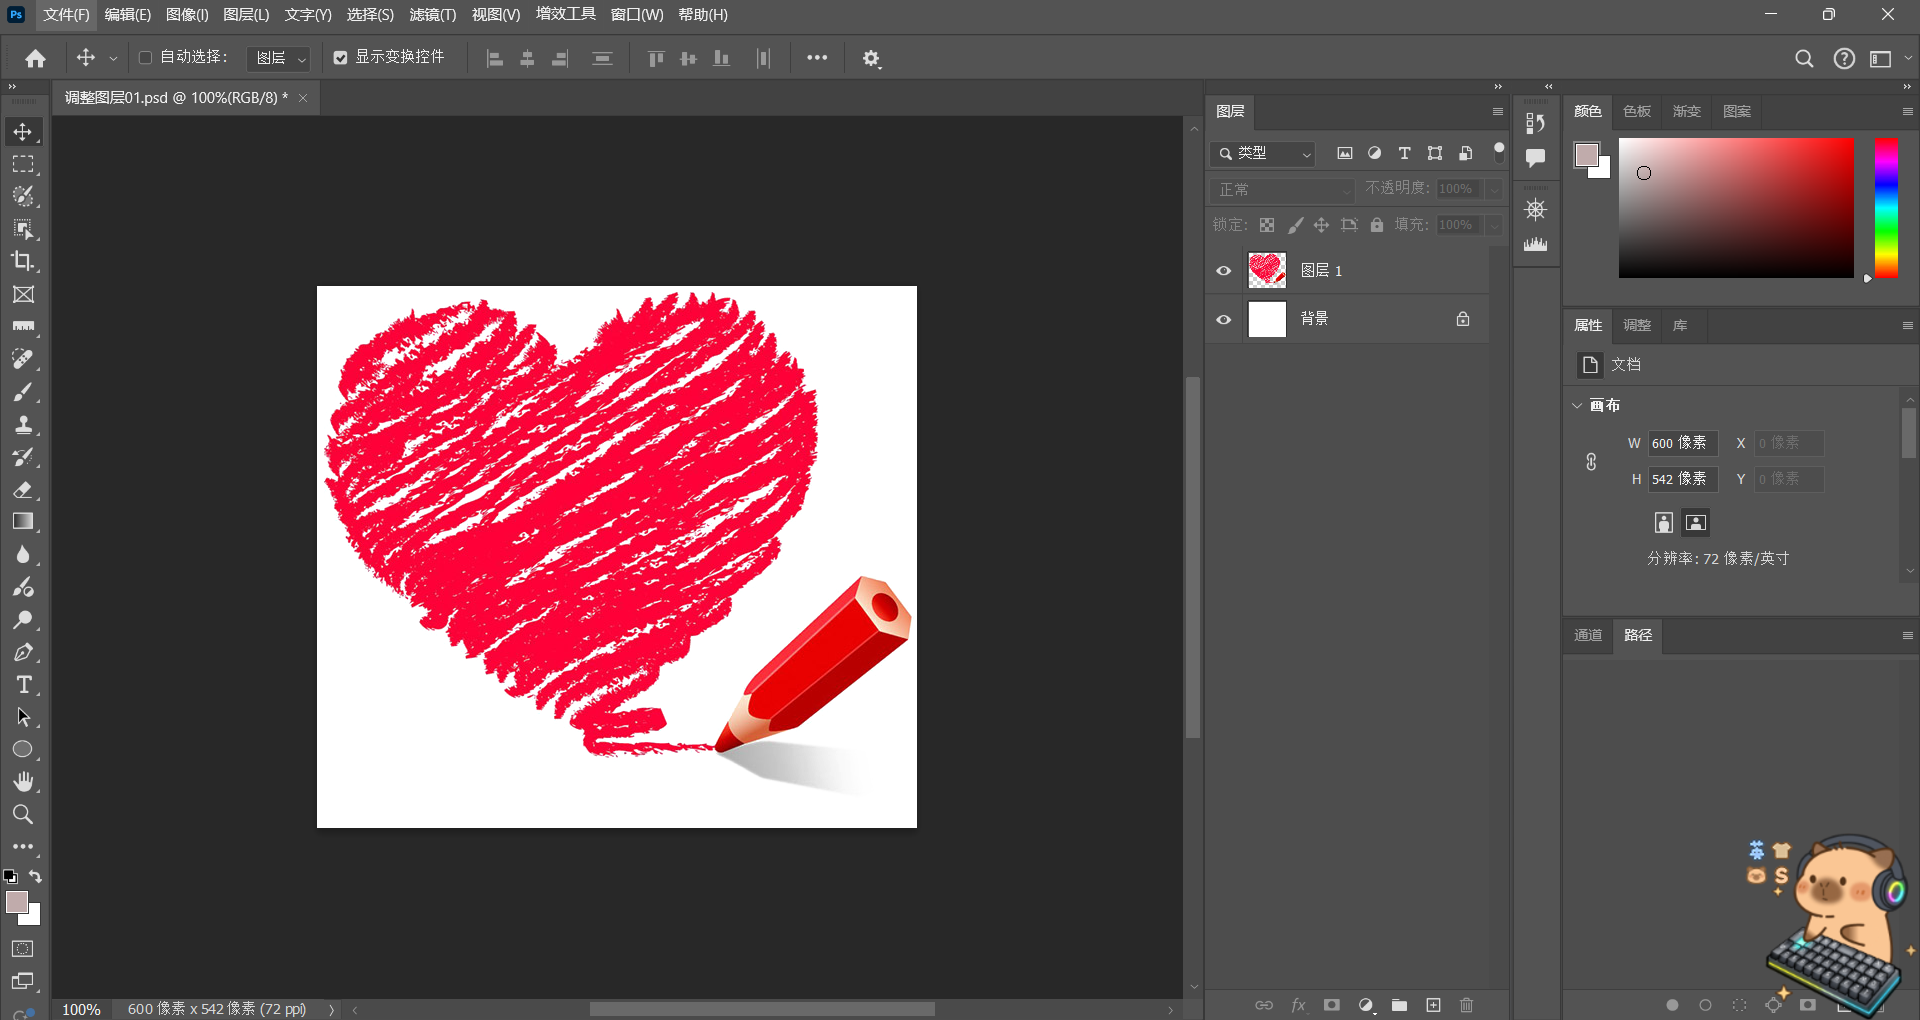 Ps 文件(F) 编辑(E) 图像(I) 图层(L) 文字(Y) 选择(S) 滤镜(T) 视图(V) 增效工具 窗口(W) 帮助(H)
自动选择: 图层 显示变换控件
调整图层01.psd @ 100%(RGB/8) *
图层
类型
正常 不透明度: 100%
锁定: 填充: 100%
图层 1
背景
颜色 色板 渐变 图案
属性 调整 库
文档
画布
W 600 像素 X 0 像素
H 542 像素 Y 0 像素
分辨率: 72 像素/英寸
通道 路径
英
S
100% 600 像素 x 542 像素 (72 ppi)